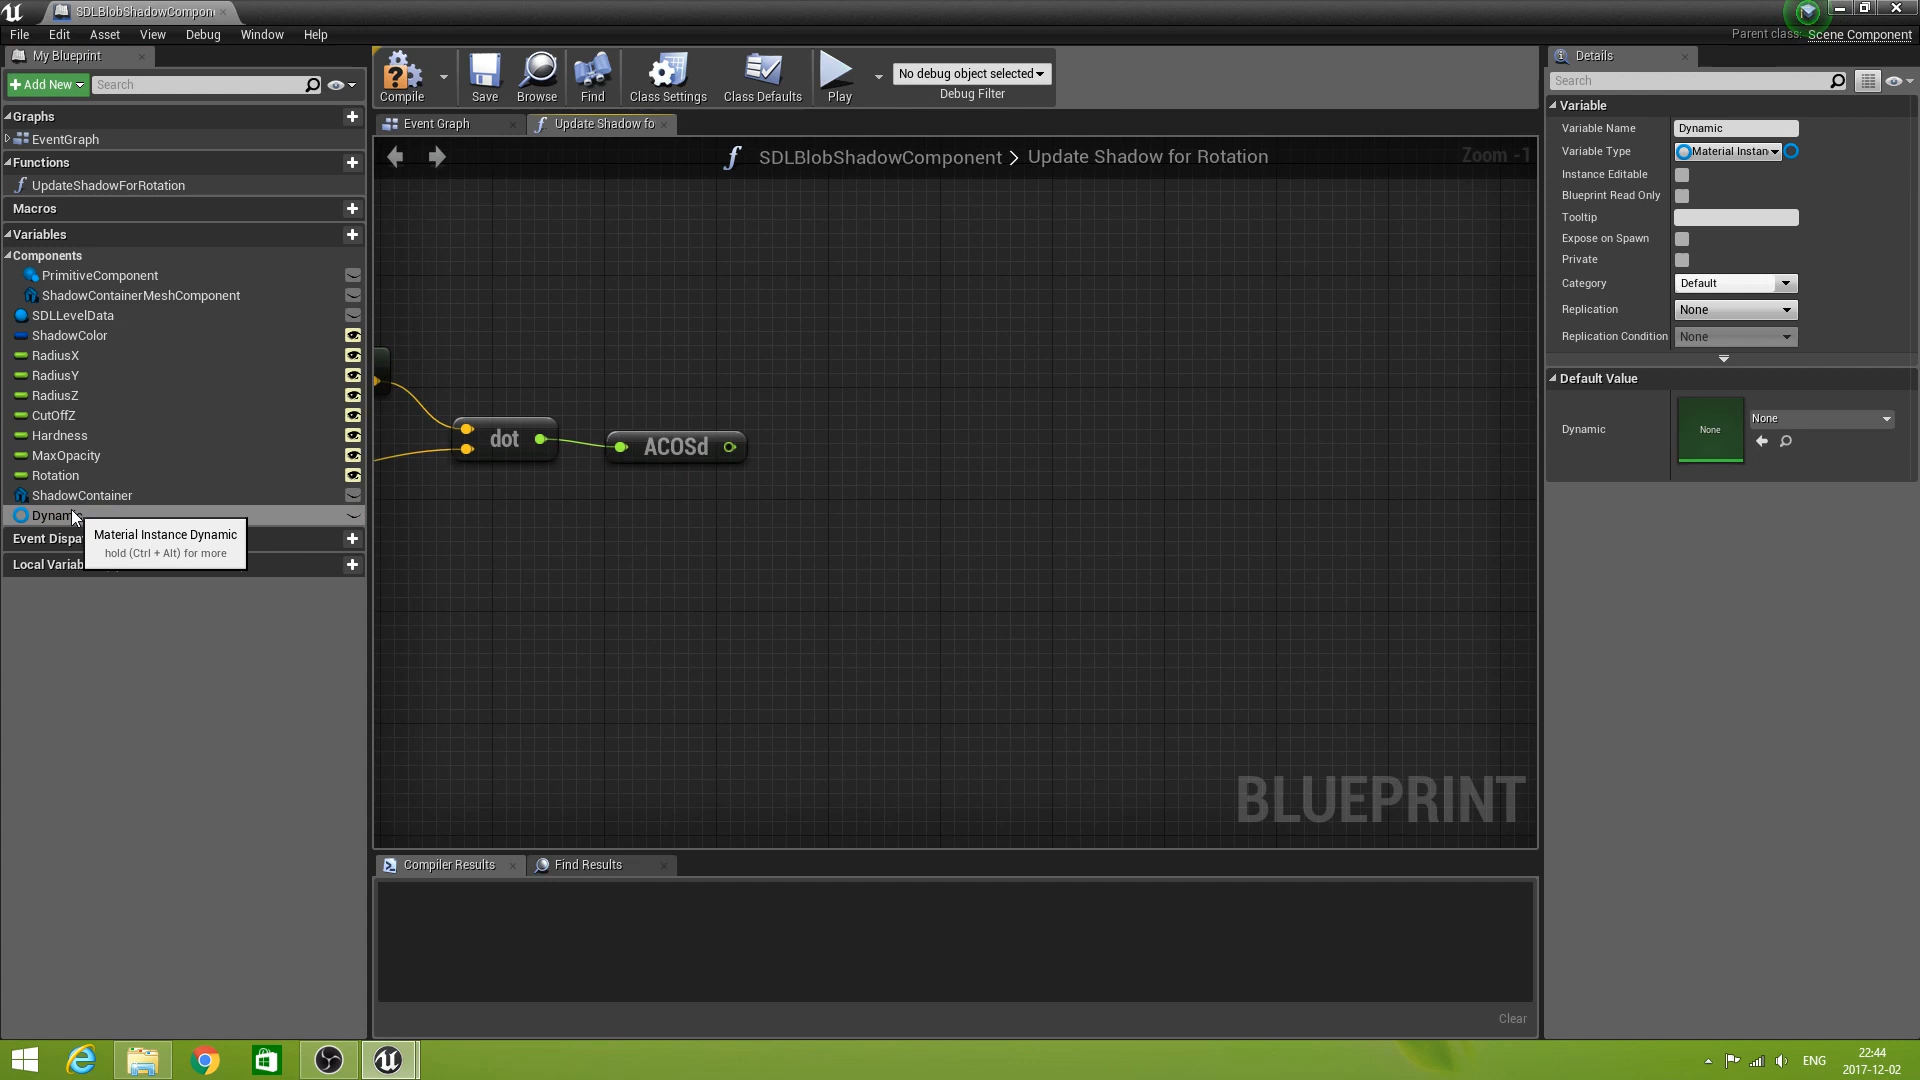 SDLBlobShadowCompon
File Edit Asset View Debug Window Help
Parent class: Scene Component
My Blueprint
Add New
Search
Compile
Save
Browse
Find
Class Settings
Class Defaults
Play
No debug object selected
Debug Filter
Details
Search
Graphs
EventGraph
Functions
UpdateShadowForRotation
Macros
Variables
Components
PrimitiveComponent
ShadowContainerMeshComponent
SDLLevelData
ShadowColor
RadiusX
RadiusY
RadiusZ
CutOffZ
Hardness
MaxOpacity
Rotation
ShadowContainer
Dynam
Event Dispa
Local Variab
Material Instance Dynamic
hold (Ctrl + Alt) for more
Event Graph
Update Shadow fo
SDLBlobShadowComponent > Update Shadow for Rotation
Zoom -1
dot
ACOSd
BLUEPRINT
Compiler Results
Find Results
Clear
Variable
Variable Name Dynamic
Variable Type Material Instan
Instance Editable
Blueprint Read Only
Tooltip
Expose on Spawn
Private
Category Default
Replication None
Replication Condition None
Default Value
Dynamic
None
None
ENG
22:44
2017-12-02